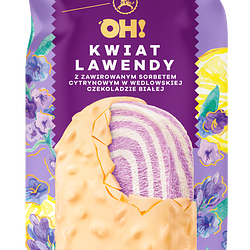 OH!
KWIAT
LAWENDY
Z ZAWIROWANYM SORBETEM
CYTRYNOWYM W WEDLOWSKIEJ
CZEKOLADZIE BIAŁEJ